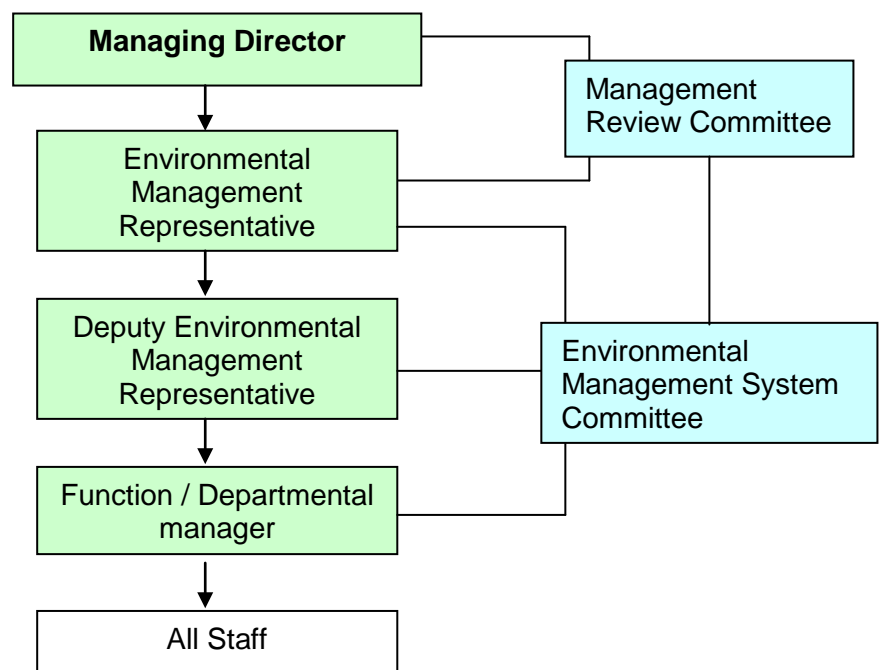 Managing Director
Management
Review Committee
Environmental
Management
Representative
Deputy Environmental
Management
Representative
Environmental
Management System
Committee
Function / Departmental
manager
All Staff